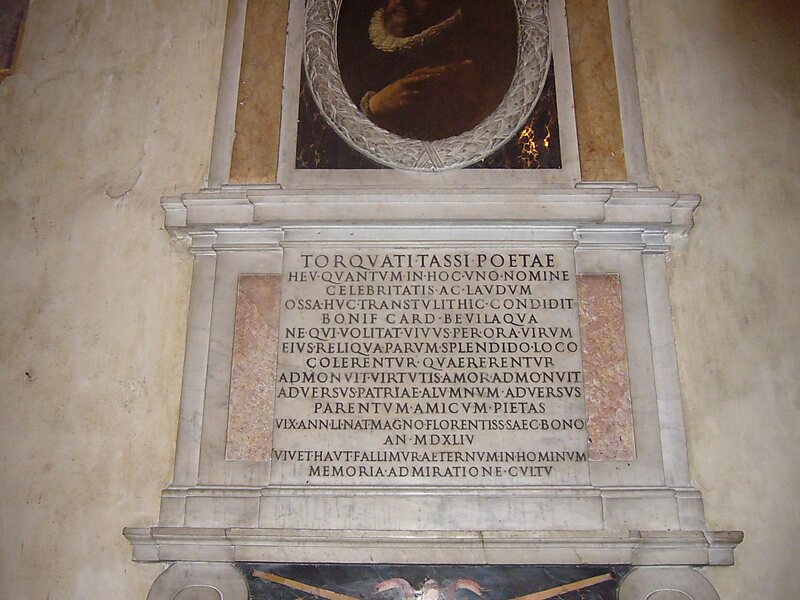 TORQVATI·TASSI·POETAE
HEV·QVANTVM·IN·HOC·VNO·NOMINE
CELEBRITATIS·AC·LAVDVM
OSSA·HVC·TRANSTVLIT·HIC·CONDIDIT
BONIF·CARD·BEVILAQVA
NE·QVI·VOLITAT·VIVVS·PER·ORA·VIRVM
EIVS·RELIQVA·PARVM·SPLENDIDO·LOCO
COLERENTVR·QVAERERENTVR
ADMONVIT·VIRTVTIS·AMOR·ADMONVIT
ADVERSVS·PATRIAE·ALVMNVM·ADVERSVS
PARENTVM·AMICVM·PIETAS
VIX·ANN·LI·NAT·MAGNO·FLORENTISS·SAEC·BONO
AN·MDXLIV
VIVET·HAVT·FALLIMVR·AETERNVM·IN·HOMINVM
MEMORIA·ADMIRATIONE·CVLTV